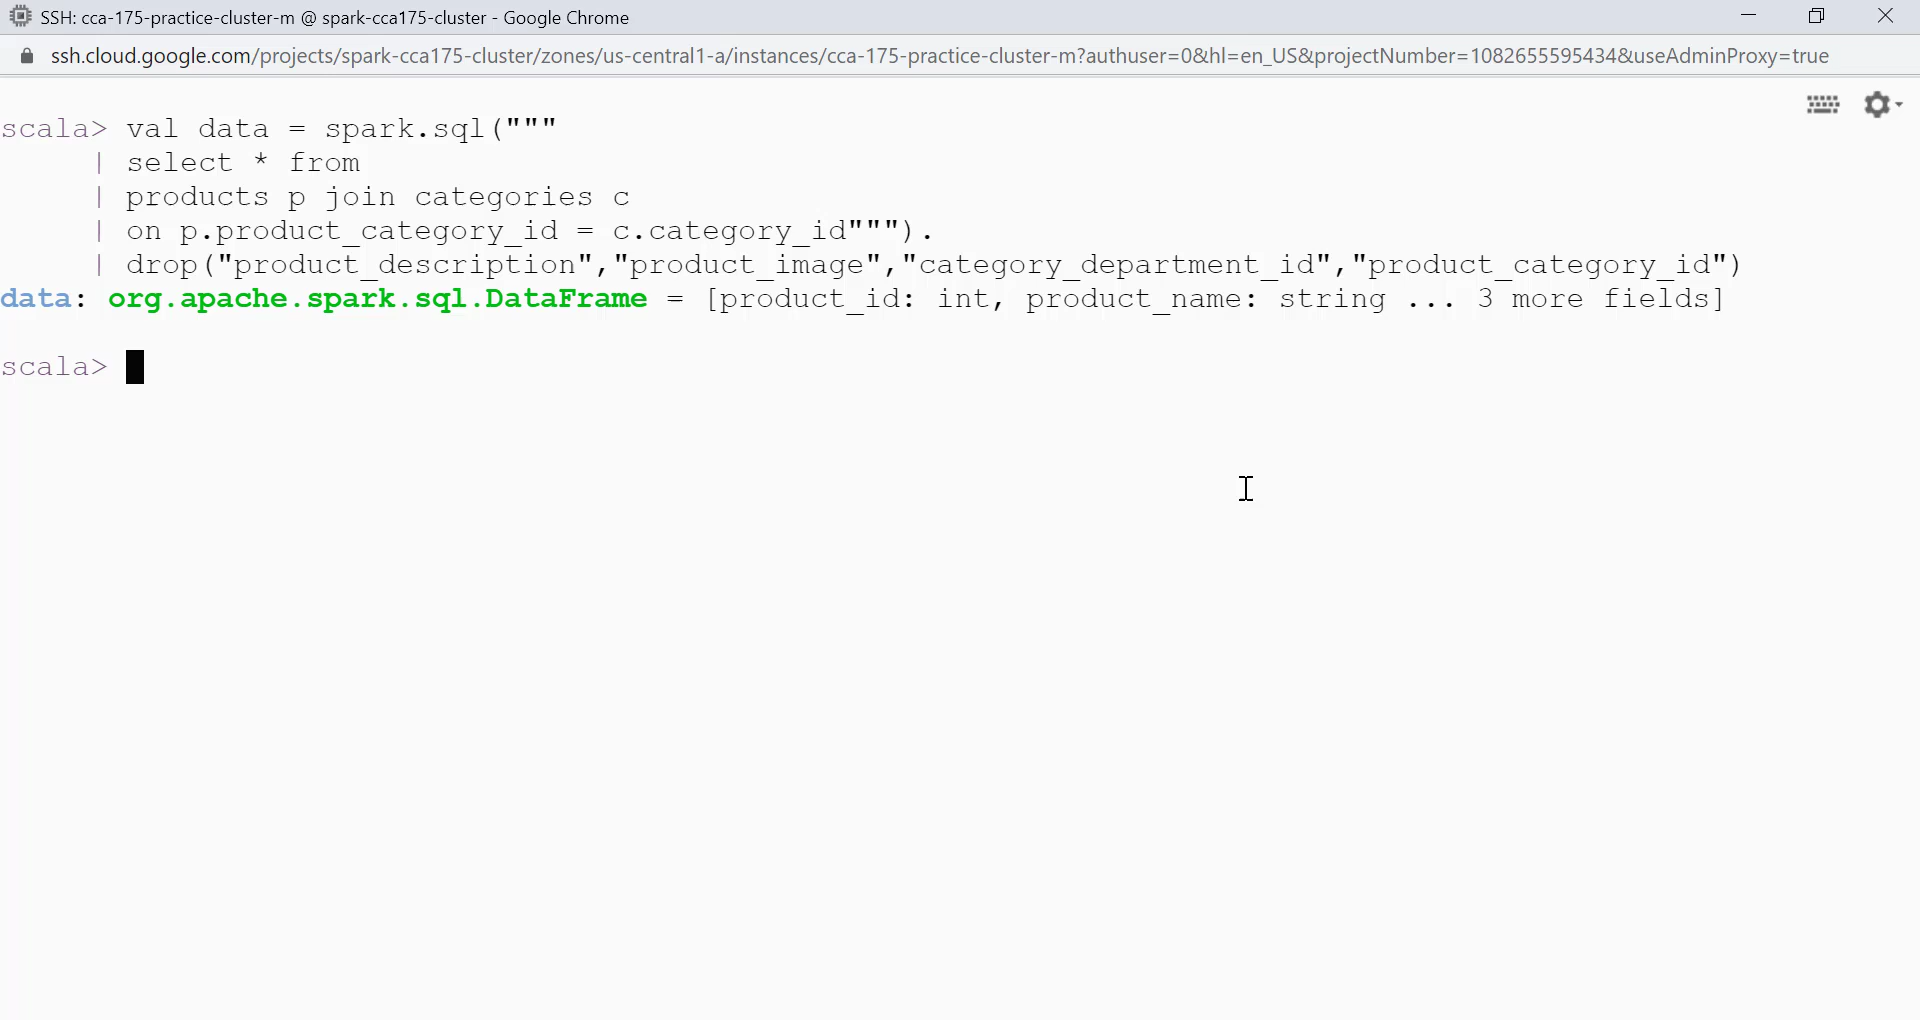 SSH: cca-175-practice-cluster-m @ spark-cca175-cluster - Google Chrome
ssh.cloud.google.com/projects/spark-cca175-cluster/zones/us-central1-a/instances/cca-175-practice-cluster-m?authuser=0&hl=en_US&projectNumber=1082655595434&useAdminProxy=true
scala> val data = spark.sql("""
| select * from
| products p join categories c
| on p.product_category_id = c.category_id""").
| drop("product_description","product_image","category_department_id","product_category_id")
data: org.apache.spark.sql.DataFrame = [product_id: int, product_name: string ... 3 more fields]
scala>